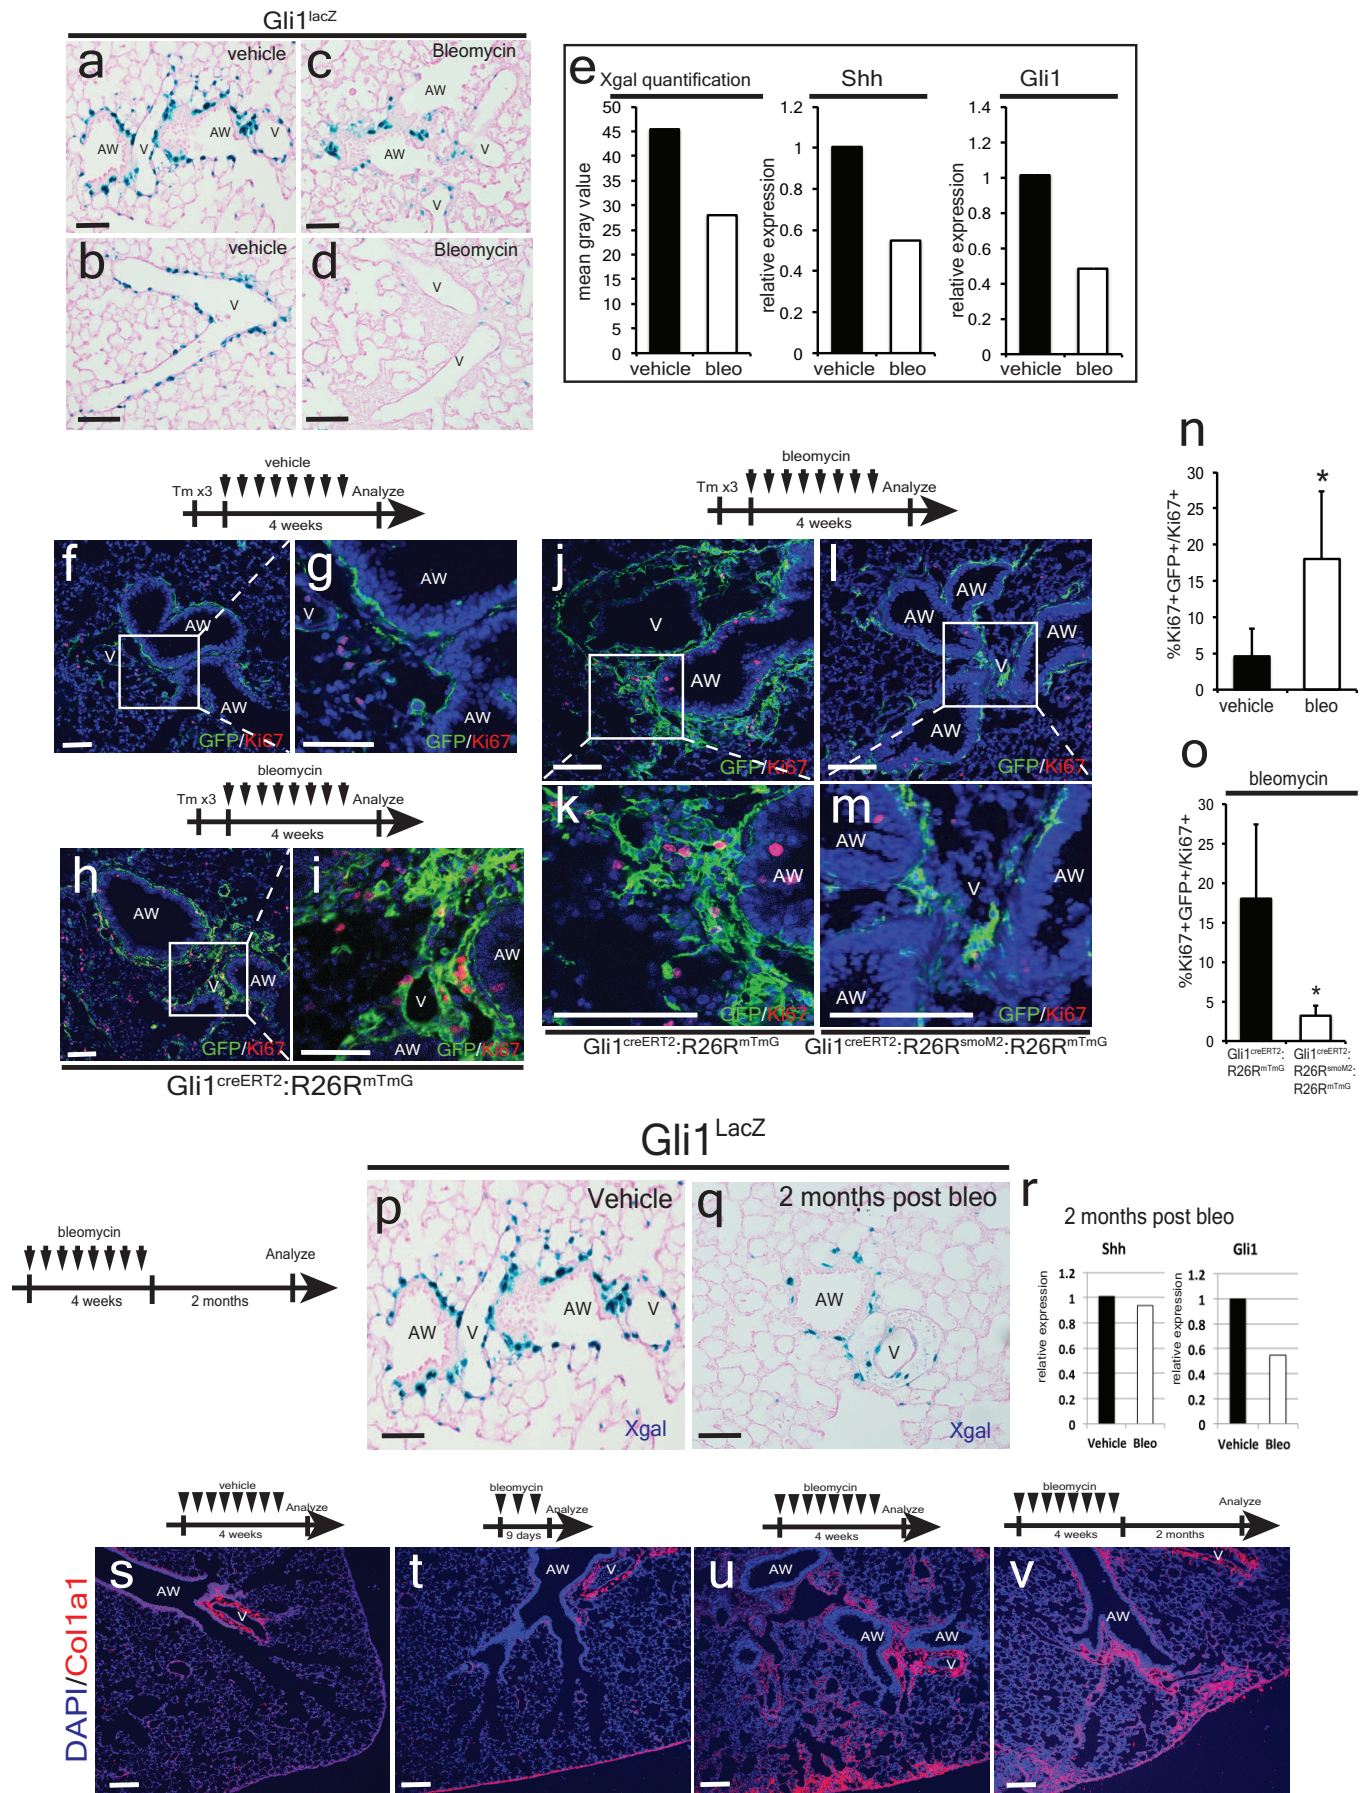 Gli1lacZ
a
vehicle
AW
V
AW
V
c
Bleomycin
AW
AW
V
V
b
vehicle
V
d
Bleomycin
V
V
e
Xgal quantification
Shh
Gli1
mean gray value
50
45
40
35
30
25
20
15
10
5
0
vehicle bleo
relative expression
1.2
1
0.8
0.6
0.4
0.2
0
vehicle bleo
relative expression
1.4
1.2
1
0.8
0.6
0.4
0.2
0
vehicle bleo
vehicle
Tm x3
Analyze
4 weeks
f
AW
V
AW
GFP/Ki67
g
AW
V
AW
GFP/Ki67
bleomycin
Tm x3
Analyze
4 weeks
h
AW
V
AW
GFP/Ki67
i
AW
V
AW
GFP/Ki67
Gli1creERT2:R26RmTmG
bleomycin
Tm x3
Analyze
4 weeks
j
V
AW
GFP/Ki67
l
AW
AW
AW
V
AW
GFP/Ki67
k
AW
GFP/Ki67
m
AW
V
AW
AW
GFP/Ki67
Gli1creERT2:R26RmTmG
Gli1creERT2:R26RsmoM2:R26RmTmG
n
%Ki67+GFP+/Ki67+
30
25
20
15
10
5
0
*
vehicle bleo
o
bleomycin
%Ki67+GFP+/Ki67+
30
25
20
15
10
5
0
*
Gli1creERT2:
R26RmTmG
Gli1creERT2:
R26RsmoM2:
R26RmTmG
Gli1LacZ
bleomycin
Analyze
4 weeks
2 months
p
Vehicle
AW
V
AW
V
Xgal
q
2 months post bleo
AW
V
Xgal
r
2 months post bleo
Shh
relative expression
1.2
1
0.8
0.6
0.4
0.2
0
Vehicle Bleo
Gli1
relative expression
1.2
1
0.8
0.6
0.4
0.2
0
Vehicle Bleo
vehicle
Analyze
4 weeks
bleomycin
Analyze
9 days
bleomycin
Analyze
4 weeks
bleomycin
Analyze
4 weeks
2 months
DAPI/Col1a1
s
AW
V
t
AW
V
u
AW
AW
AW
V
v
V
AW